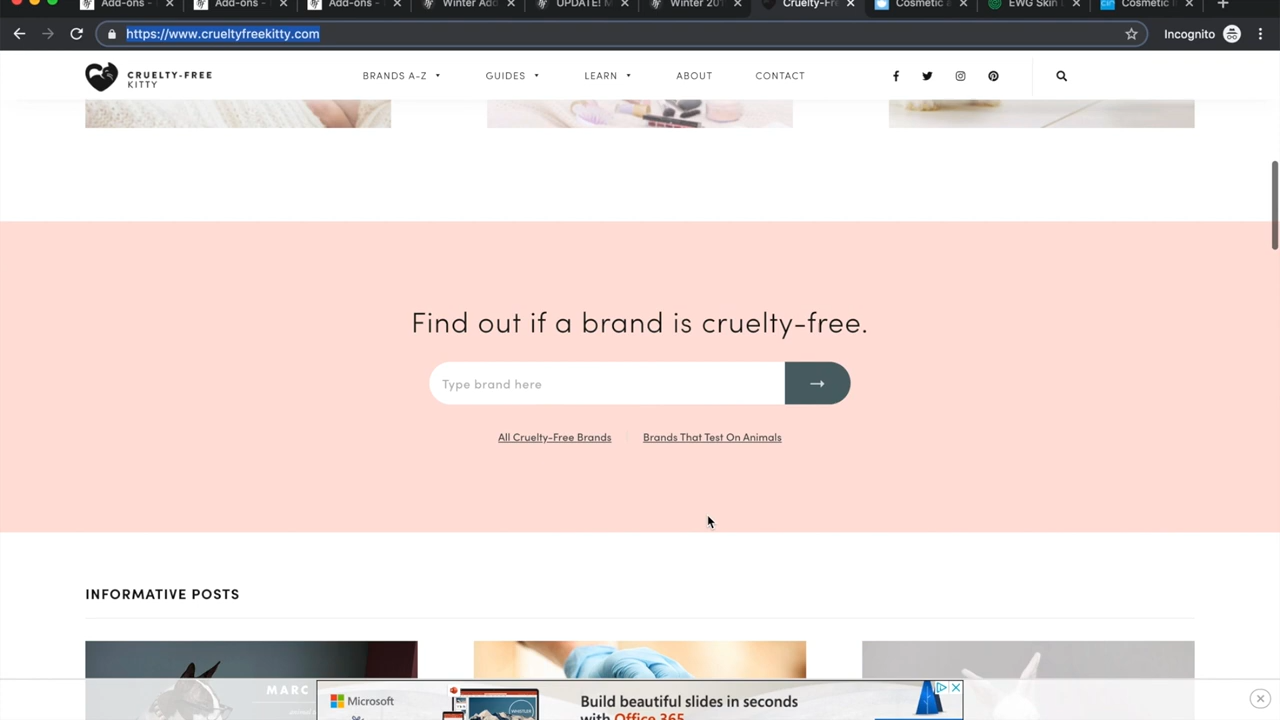 Add-ons -
Add-ons -
Add-ons -
Winter Add
UPDATE! M
Winter 201
Cruelty-Fr
Cosmetic
EWG Skin
Cosmetic
https://www.crueltyfreekitty.com
Incognito
CRUELTY-FREE
KITTY
BRANDS A-Z
GUIDES
LEARN
ABOUT
CONTACT
Find out if a brand is cruelty-free.
Type brand here
All Cruelty-Free Brands
Brands That Test On Animals
INFORMATIVE POSTS
MARC
Microsoft
Build beautiful slides in seconds
with Office 365